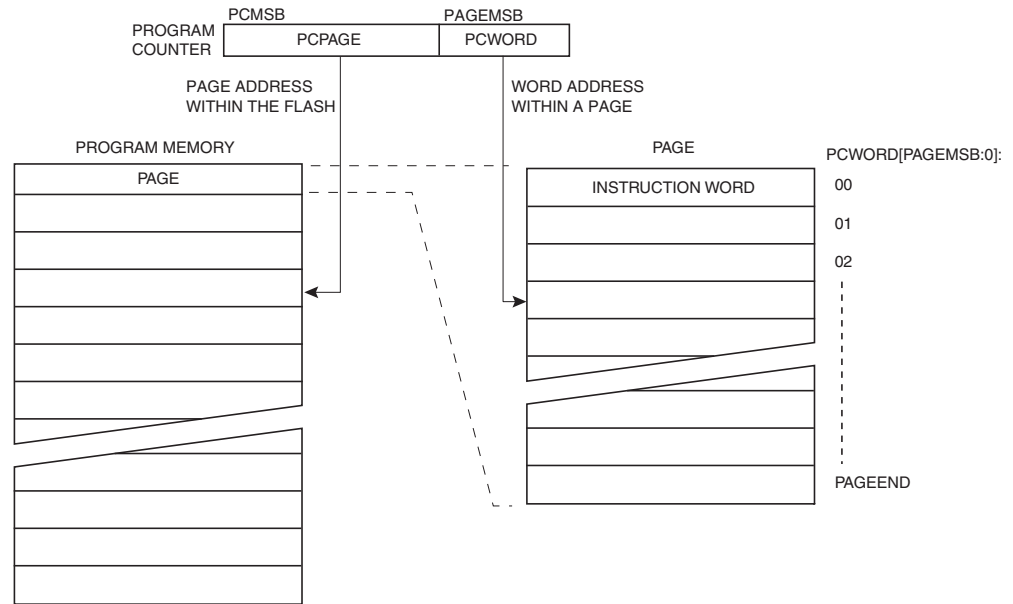 PCMSB
PAGEMSB
PROGRAM
COUNTER
PCPAGE
PCWORD
PAGE ADDRESS
WITHIN THE FLASH
WORD ADDRESS
WITHIN A PAGE
PROGRAM MEMORY
PAGE
PAGE
INSTRUCTION WORD
PCWORD[PAGEMSB:0]:
00
01
02
PAGEEND